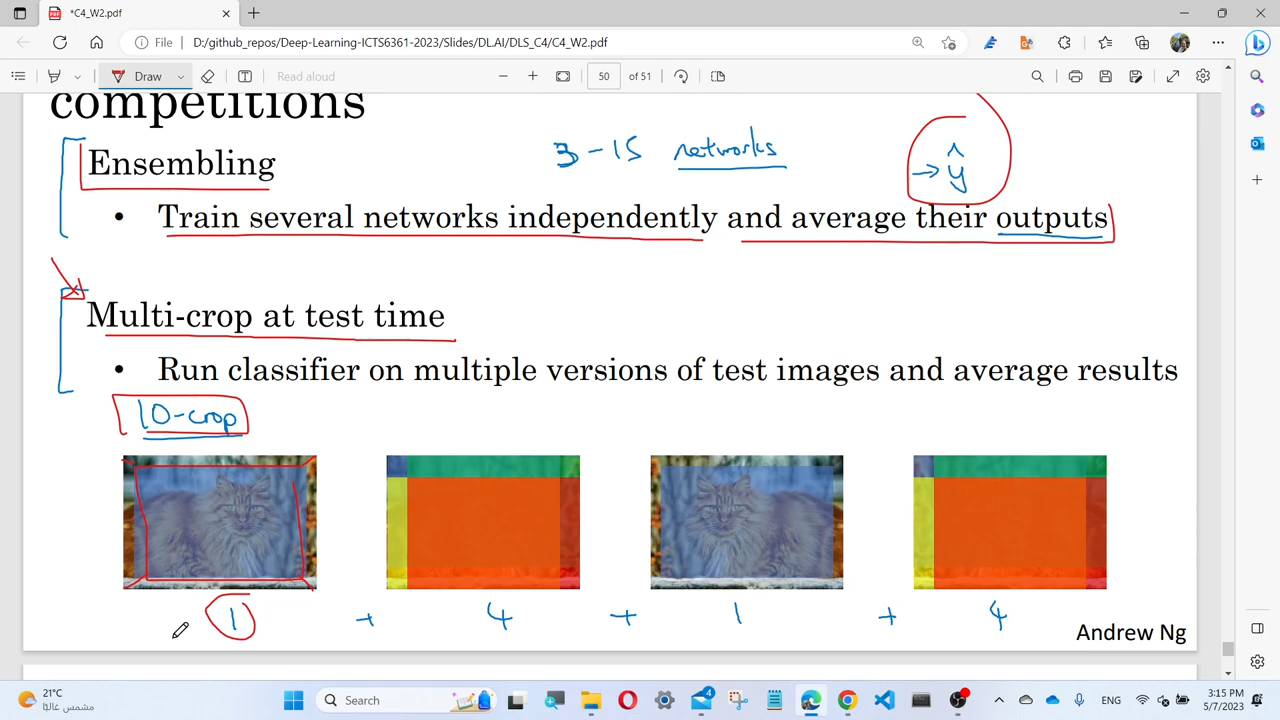 *C4_W2.pdf
File
D:/github_repos/Deep-Learning-ICTS6361-2023/Slides/DL.AI/DLS_C4/C4_W2.pdf
Draw
Read aloud
50 of 51
competitions
Ensembling
3-15 networks
→ ŷ
• Train several networks independently and average their outputs
Multi-crop at test time
• Run classifier on multiple versions of test images and average results
10-crop
1 + 4 + 1 + 4
Andrew Ng
21°C
مشمس غالبًا
Search
4
ENG
3:15 PM
5/7/2023